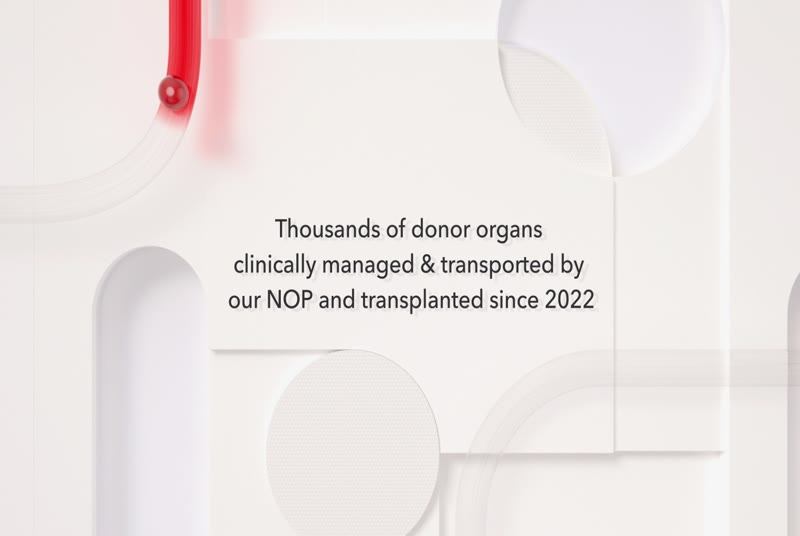 Thousands of donor organs
clinically managed & transported by
our NOP and transplanted since 2022